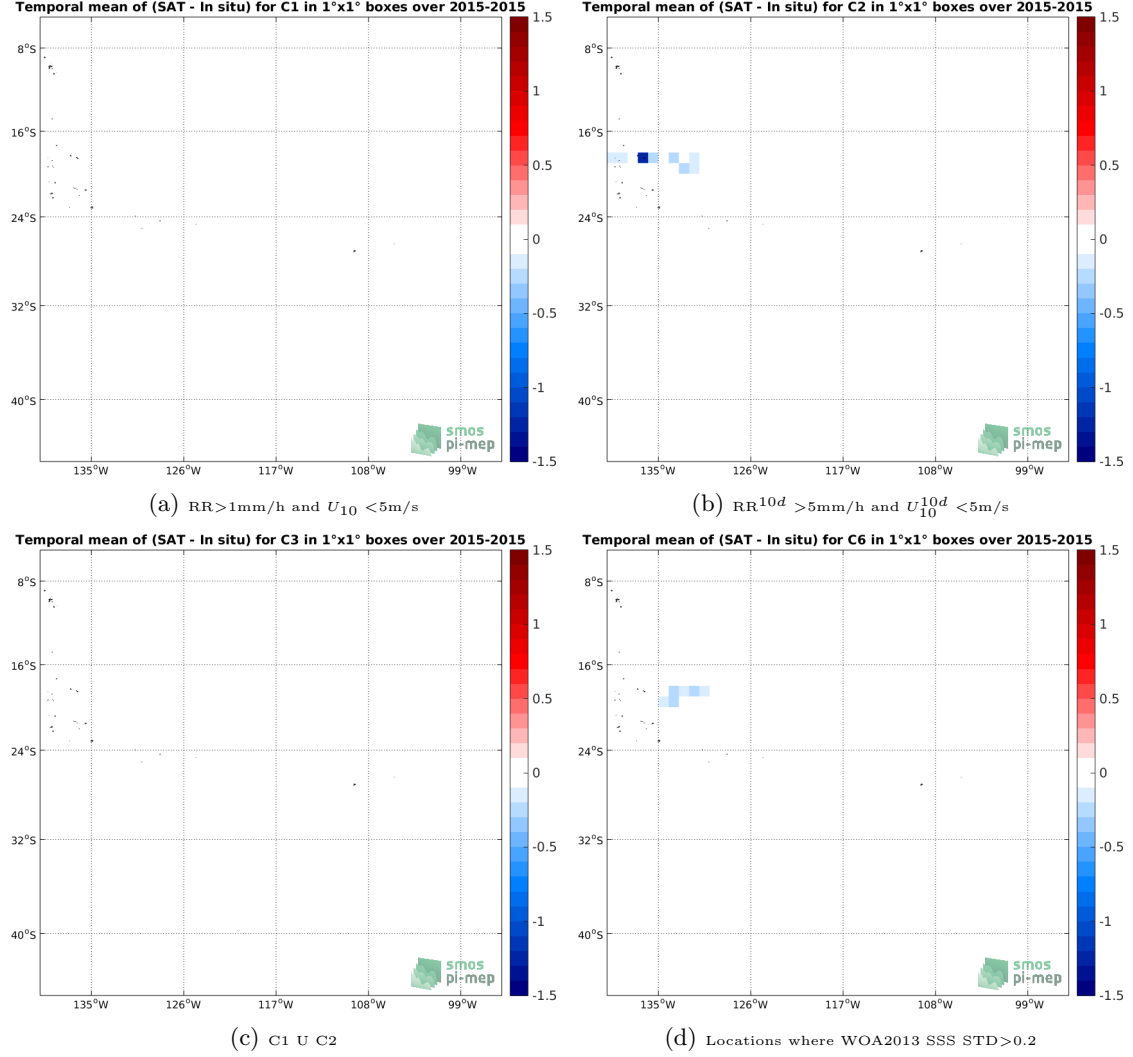 Temporal mean of (SAT - In situ) for C1 in 1°x1° boxes over 2015-2015
8°S
16°S
24°S
32°S
40°S
135°W
126°W
117°W
108°W
99°W
1.5
1
0.5
0
-0.5
-1
-1.5
smos
pi-mep
(a) RR>1mm/h and U10 <5m/s
Temporal mean of (SAT - In situ) for C2 in 1°x1° boxes over 2015-2015
8°S
16°S
24°S
32°S
40°S
135°W
126°W
117°W
108°W
99°W
1.5
1
0.5
0
-0.5
-1
-1.5
smos
pi-mep
(b) RR10d >5mm/h and U10d10 <5m/s
Temporal mean of (SAT - In situ) for C3 in 1°x1° boxes over 2015-2015
8°S
16°S
24°S
32°S
40°S
135°W
126°W
117°W
108°W
99°W
1.5
1
0.5
0
-0.5
-1
-1.5
smos
pi-mep
(c) C1 U C2
Temporal mean of (SAT - In situ) for C6 in 1°x1° boxes over 2015-2015
8°S
16°S
24°S
32°S
40°S
135°W
126°W
117°W
108°W
99°W
1.5
1
0.5
0
-0.5
-1
-1.5
smos
pi-mep
(d) Locations where WOA2013 SSS STD>0.2